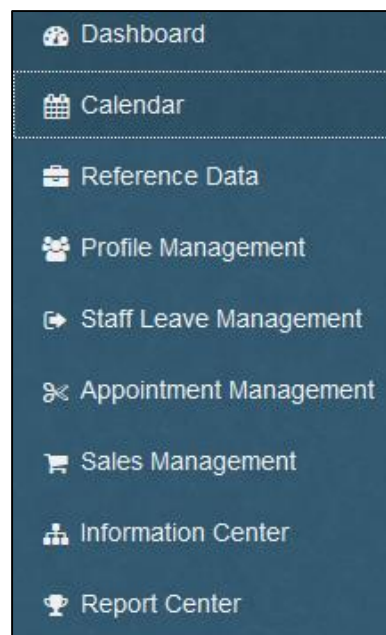 Dashboard
Calendar
Reference Data
Profile Management
Staff Leave Management
Appointment Management
Sales Management
Information Center
Report Center